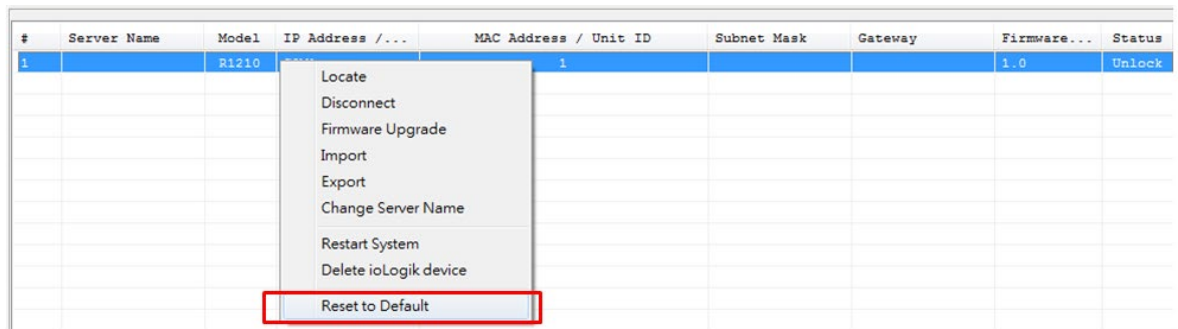 # Server Name Model IP Address /... MAC Address / Unit ID Subnet Mask Gateway Firmware... Status
1 R1210 1 1.0 Unlock
Locate
Disconnect
Firmware Upgrade
Import
Export
Change Server Name
Restart System
Delete ioLogik device
Reset to Default